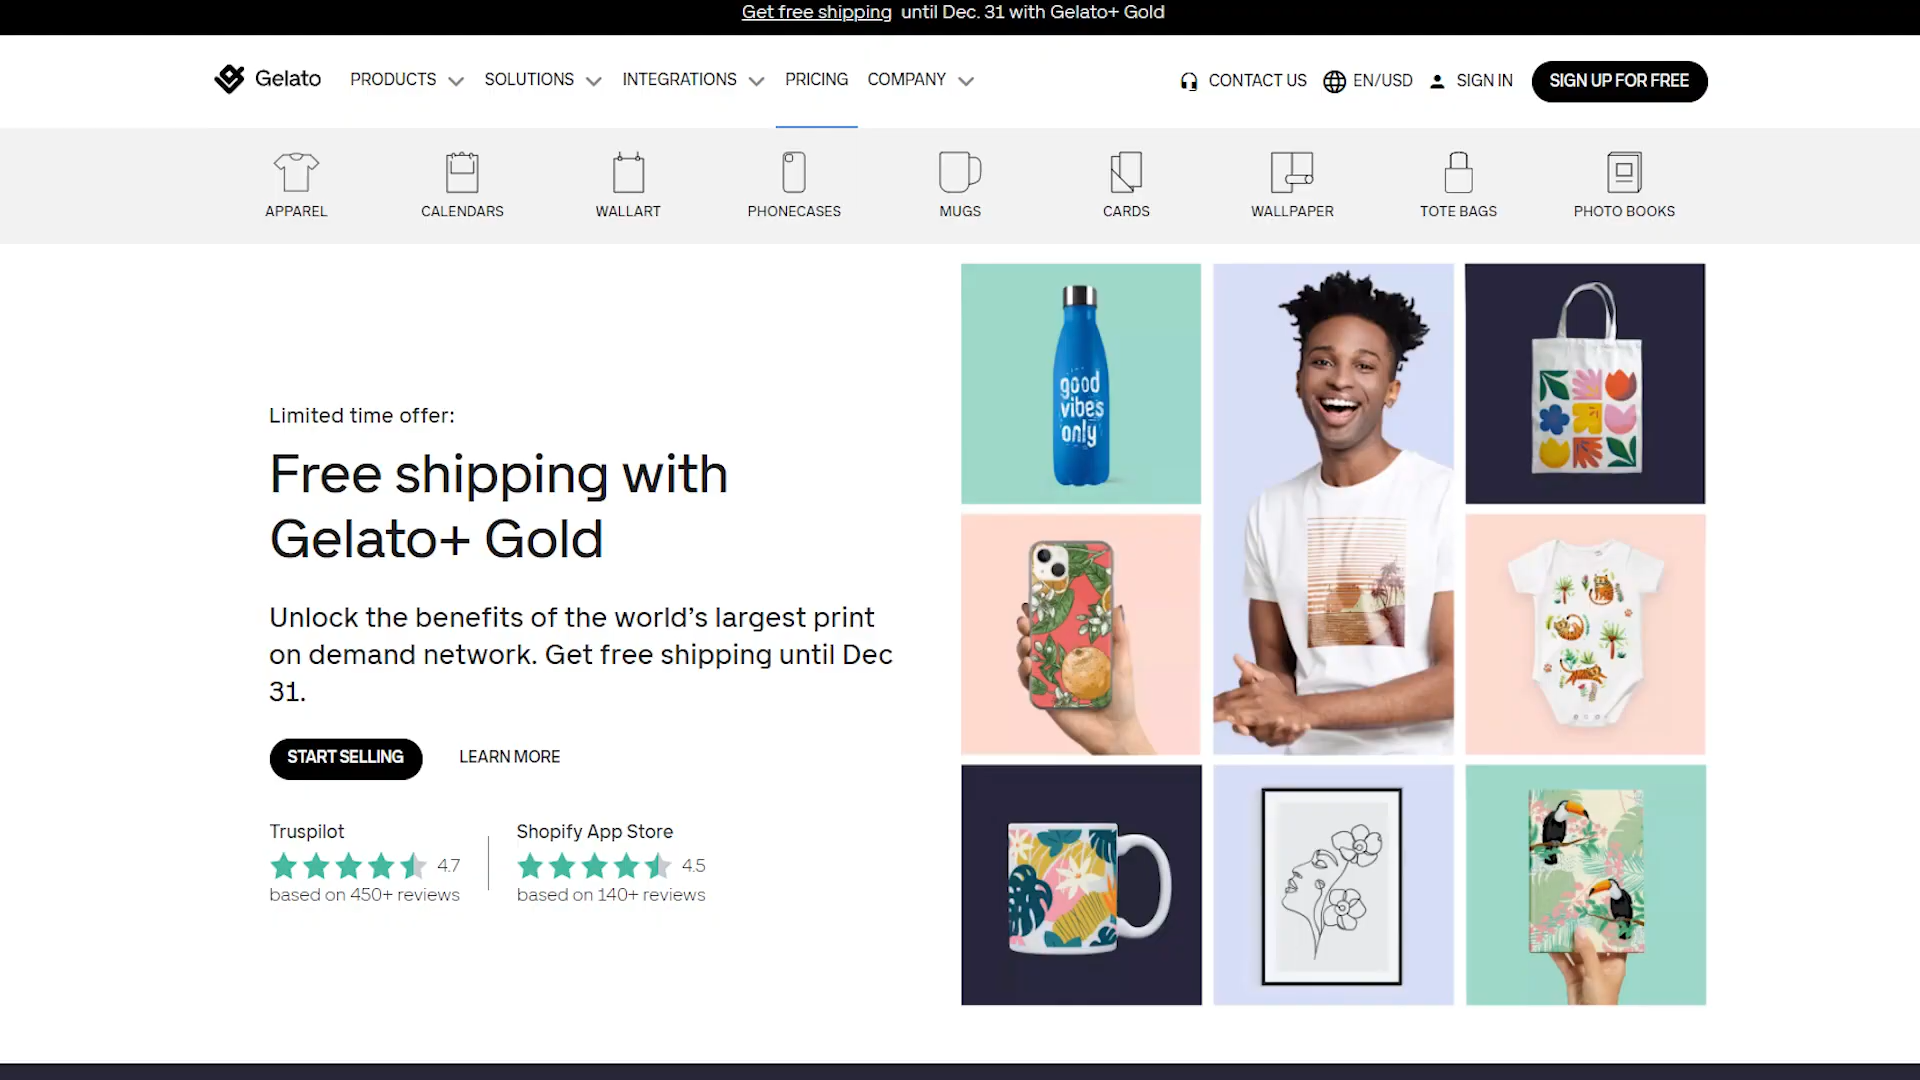 Get free shipping until Dec. 31 with Gelato+ Gold
Gelato
PRODUCTS
SOLUTIONS
INTEGRATIONS
PRICING
COMPANY
CONTACT US
EN/USD
SIGN IN
SIGN UP FOR FREE
APPAREL
CALENDARS
WALLART
PHONECASES
MUGS
CARDS
WALLPAPER
TOTE BAGS
PHOTO BOOKS
Limited time offer:
Free shipping with
Gelato+ Gold
Unlock the benefits of the world’s largest print
on demand network. Get free shipping until Dec
31.
START SELLING
LEARN MORE
Truspilot
4.7
based on 450+ reviews
Shopify App Store
4.5
based on 140+ reviews
good
vibes
only